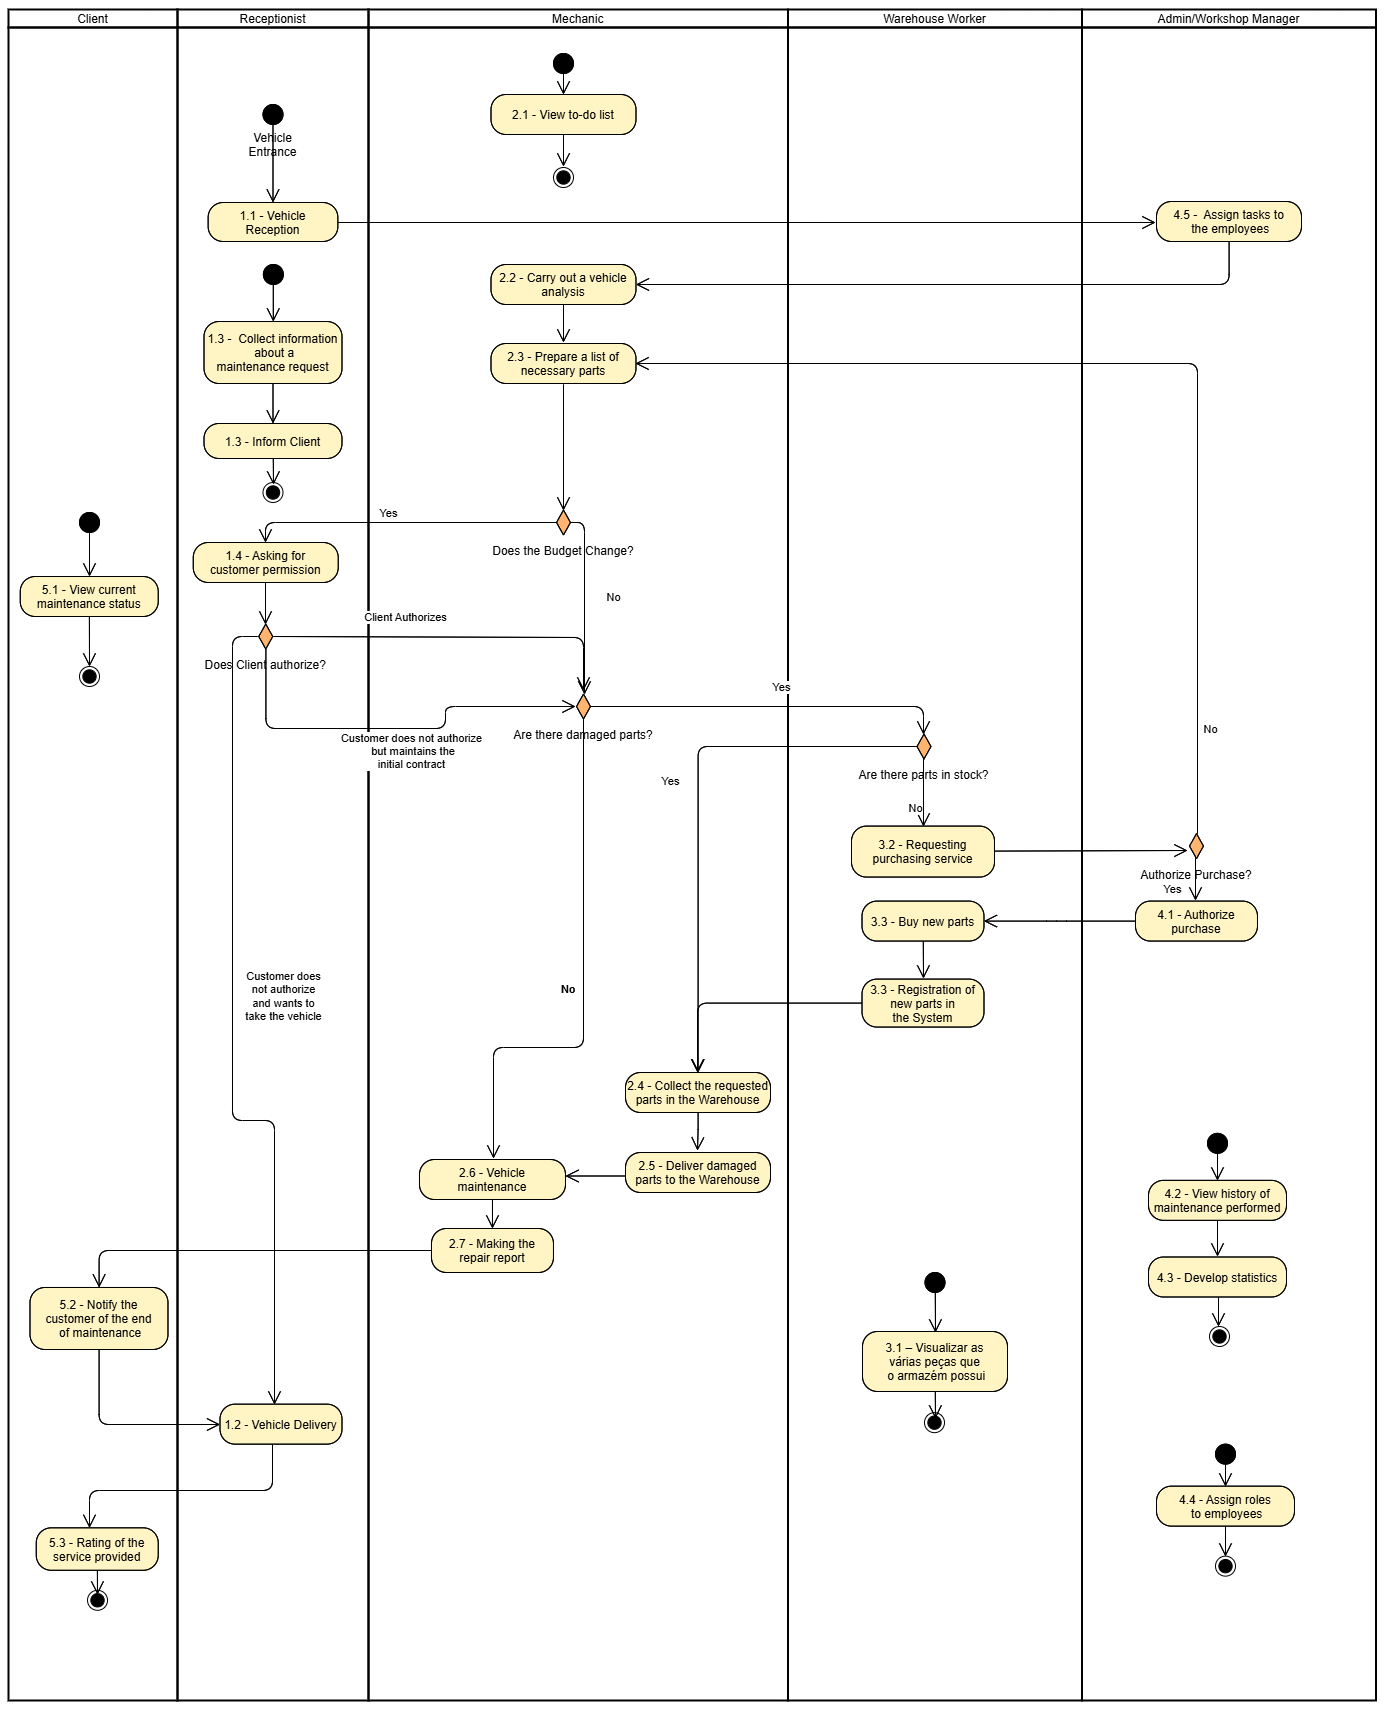 Client
Receptionist
Mechanic
Warehouse Worker
Admin/Workshop Manager
2.1 - View to-do list
Vehicle
Entrance
1.1 - Vehicle
Reception
4.5 -  Assign tasks to
the employees
2.2 - Carry out a vehicle
analysis
1.3 -  Collect information
about a
maintenance request
2.3 - Prepare a list of
necessary parts
1.3 - Inform Client
Yes
Does the Budget Change?
1.4 - Asking for
customer permission
5.1 - View current
maintenance status
No
Client Authorizes
Does Client authorize?
Yes
Customer does not authorize
but maintains the
initial contract
Are there damaged parts?
No
Are there parts in stock?
Yes
No
3.2 - Requesting
purchasing service
Authorize Purchase?
Yes
3.3 - Buy new parts
4.1 - Authorize
purchase
Customer does
not authorize
and wants to
take the vehicle
No
3.3 - Registration of
new parts in
the System
2.4 - Collect the requested
parts in the Warehouse
2.5 - Deliver damaged
parts to the Warehouse
2.6 - Vehicle
maintenance
4.2 - View history of
maintenance performed
2.7 - Making the
repair report
4.3 - Develop statistics
5.2 - Notify the
customer of the end
of maintenance
3.1 – Visualizar as
várias peças que
o armazém possui
1.2 - Vehicle Delivery
4.4 - Assign roles
to employees
5.3 - Rating of the
service provided